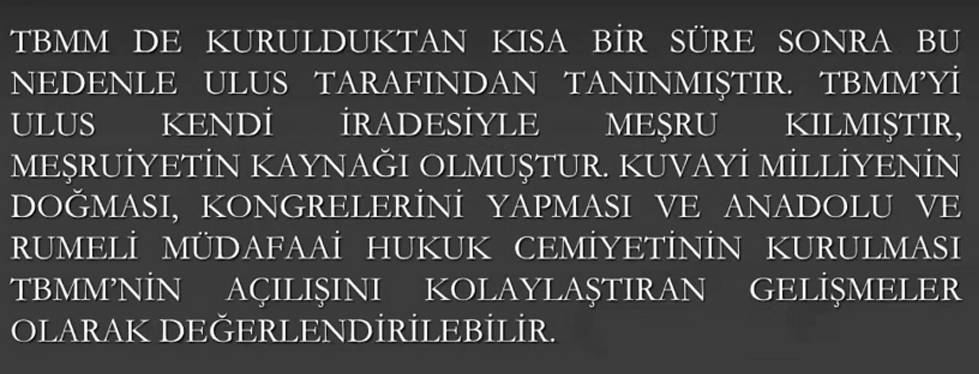 TBMM DE KURULDUKTAN KISA BİR SÜRE SONRA BU
NEDENLE ULUS TARAFINDAN TANINMIŞTIR. TBMM'Yİ
ULUS KENDİ İRADESİYLE MEŞRU KILMIŞTIR,
MEŞRUİYETİN KAYNAĞI OLMUŞTUR. KUVAYİ MİLLİYENİN
DOĞMASI, KONGRELERİNİ YAPMASI VE ANADOLU VE
RUMELİ MÜDAFAAİ HUKUK CEMİYETİNİN KURULMASI
TBMM'NİN AÇILIŞINI KOLAYLAŞTIRAN GELİŞMELER
OLARAK DEĞERLENDİRİLEBİLİR.